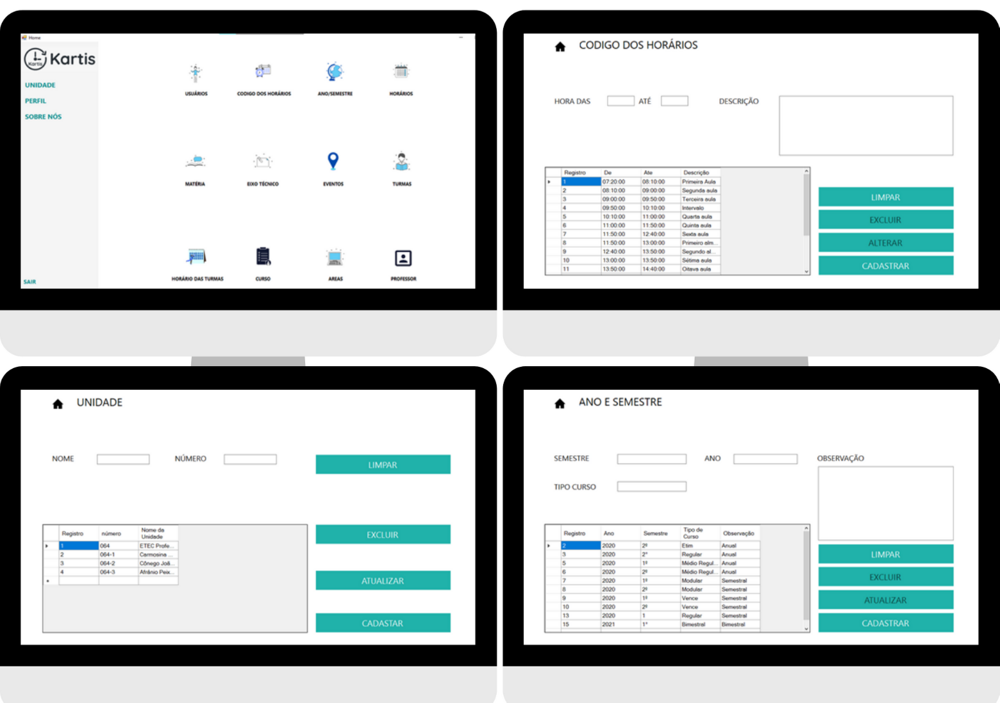 Home
Kartis
Kartis
UNIDADE
PERFIL
SOBRE NÓS
SAIR
USUÁRIOS
CODIGO DOS HORÁRIOS
ANO/SEMESTRE
HORÁRIOS
MATÉRIA
EIXO TÉCNICO
EVENTOS
TURMAS
HORÁRIO DAS TURMAS
CURSO
AREAS
PROFESSOR
CODIGO DOS HORÁRIOS
HORA DAS ATÉ DESCRIÇÃO
Registro De Ate Descrição
1 07:20:00 08:10:00 Primeira Aula
2 08:10:00 09:00:00 Segunda aula
3 09:00:00 09:50:00 Terceira aula
4 09:50:00 10:10:00 Intervalo
5 10:10:00 11:00:00 Quarta aula
6 11:00:00 11:50:00 Quinta aula
7 11:50:00 12:40:00 Sexta aula
8 11:50:00 13:00:00 Primeiro alm...
9 12:40:00 13:50:00 Segundo al...
10 13:00:00 13:50:00 Sétima aula
11 13:50:00 14:40:00 Oitava aula
LIMPAR
EXCLUIR
ALTERAR
CADASTRAR
UNIDADE
NOME NÚMERO
LIMPAR
Registro número Nome da Unidade
1 064 ETEC Profe...
2 064-1 Carmosina ...
3 064-2 Cônego Joã...
4 064-3 Afrânio Peix...
EXCLUIR
ATUALIZAR
CADASTAR
ANO E SEMESTRE
SEMESTRE ANO OBSERVAÇÃO
TIPO CURSO
Registro Ano Semestre Tipo de Curso Observação
2 2020 2º Etim Anual
3 2020 2° Regular Anual
5 2020 1º Médio Regul... Anual
6 2020 2º Médio Regul... Anual
7 2020 1º Modular Semestral
8 2020 2º Modular Semestral
9 2020 1º Vence Semestral
10 2020 2º Vence Semestral
13 2020 1 Regular Semestral
15 2021 1° Bimestral Bimestral
LIMPAR
EXCLUIR
ATUALIZAR
CADASTRAR